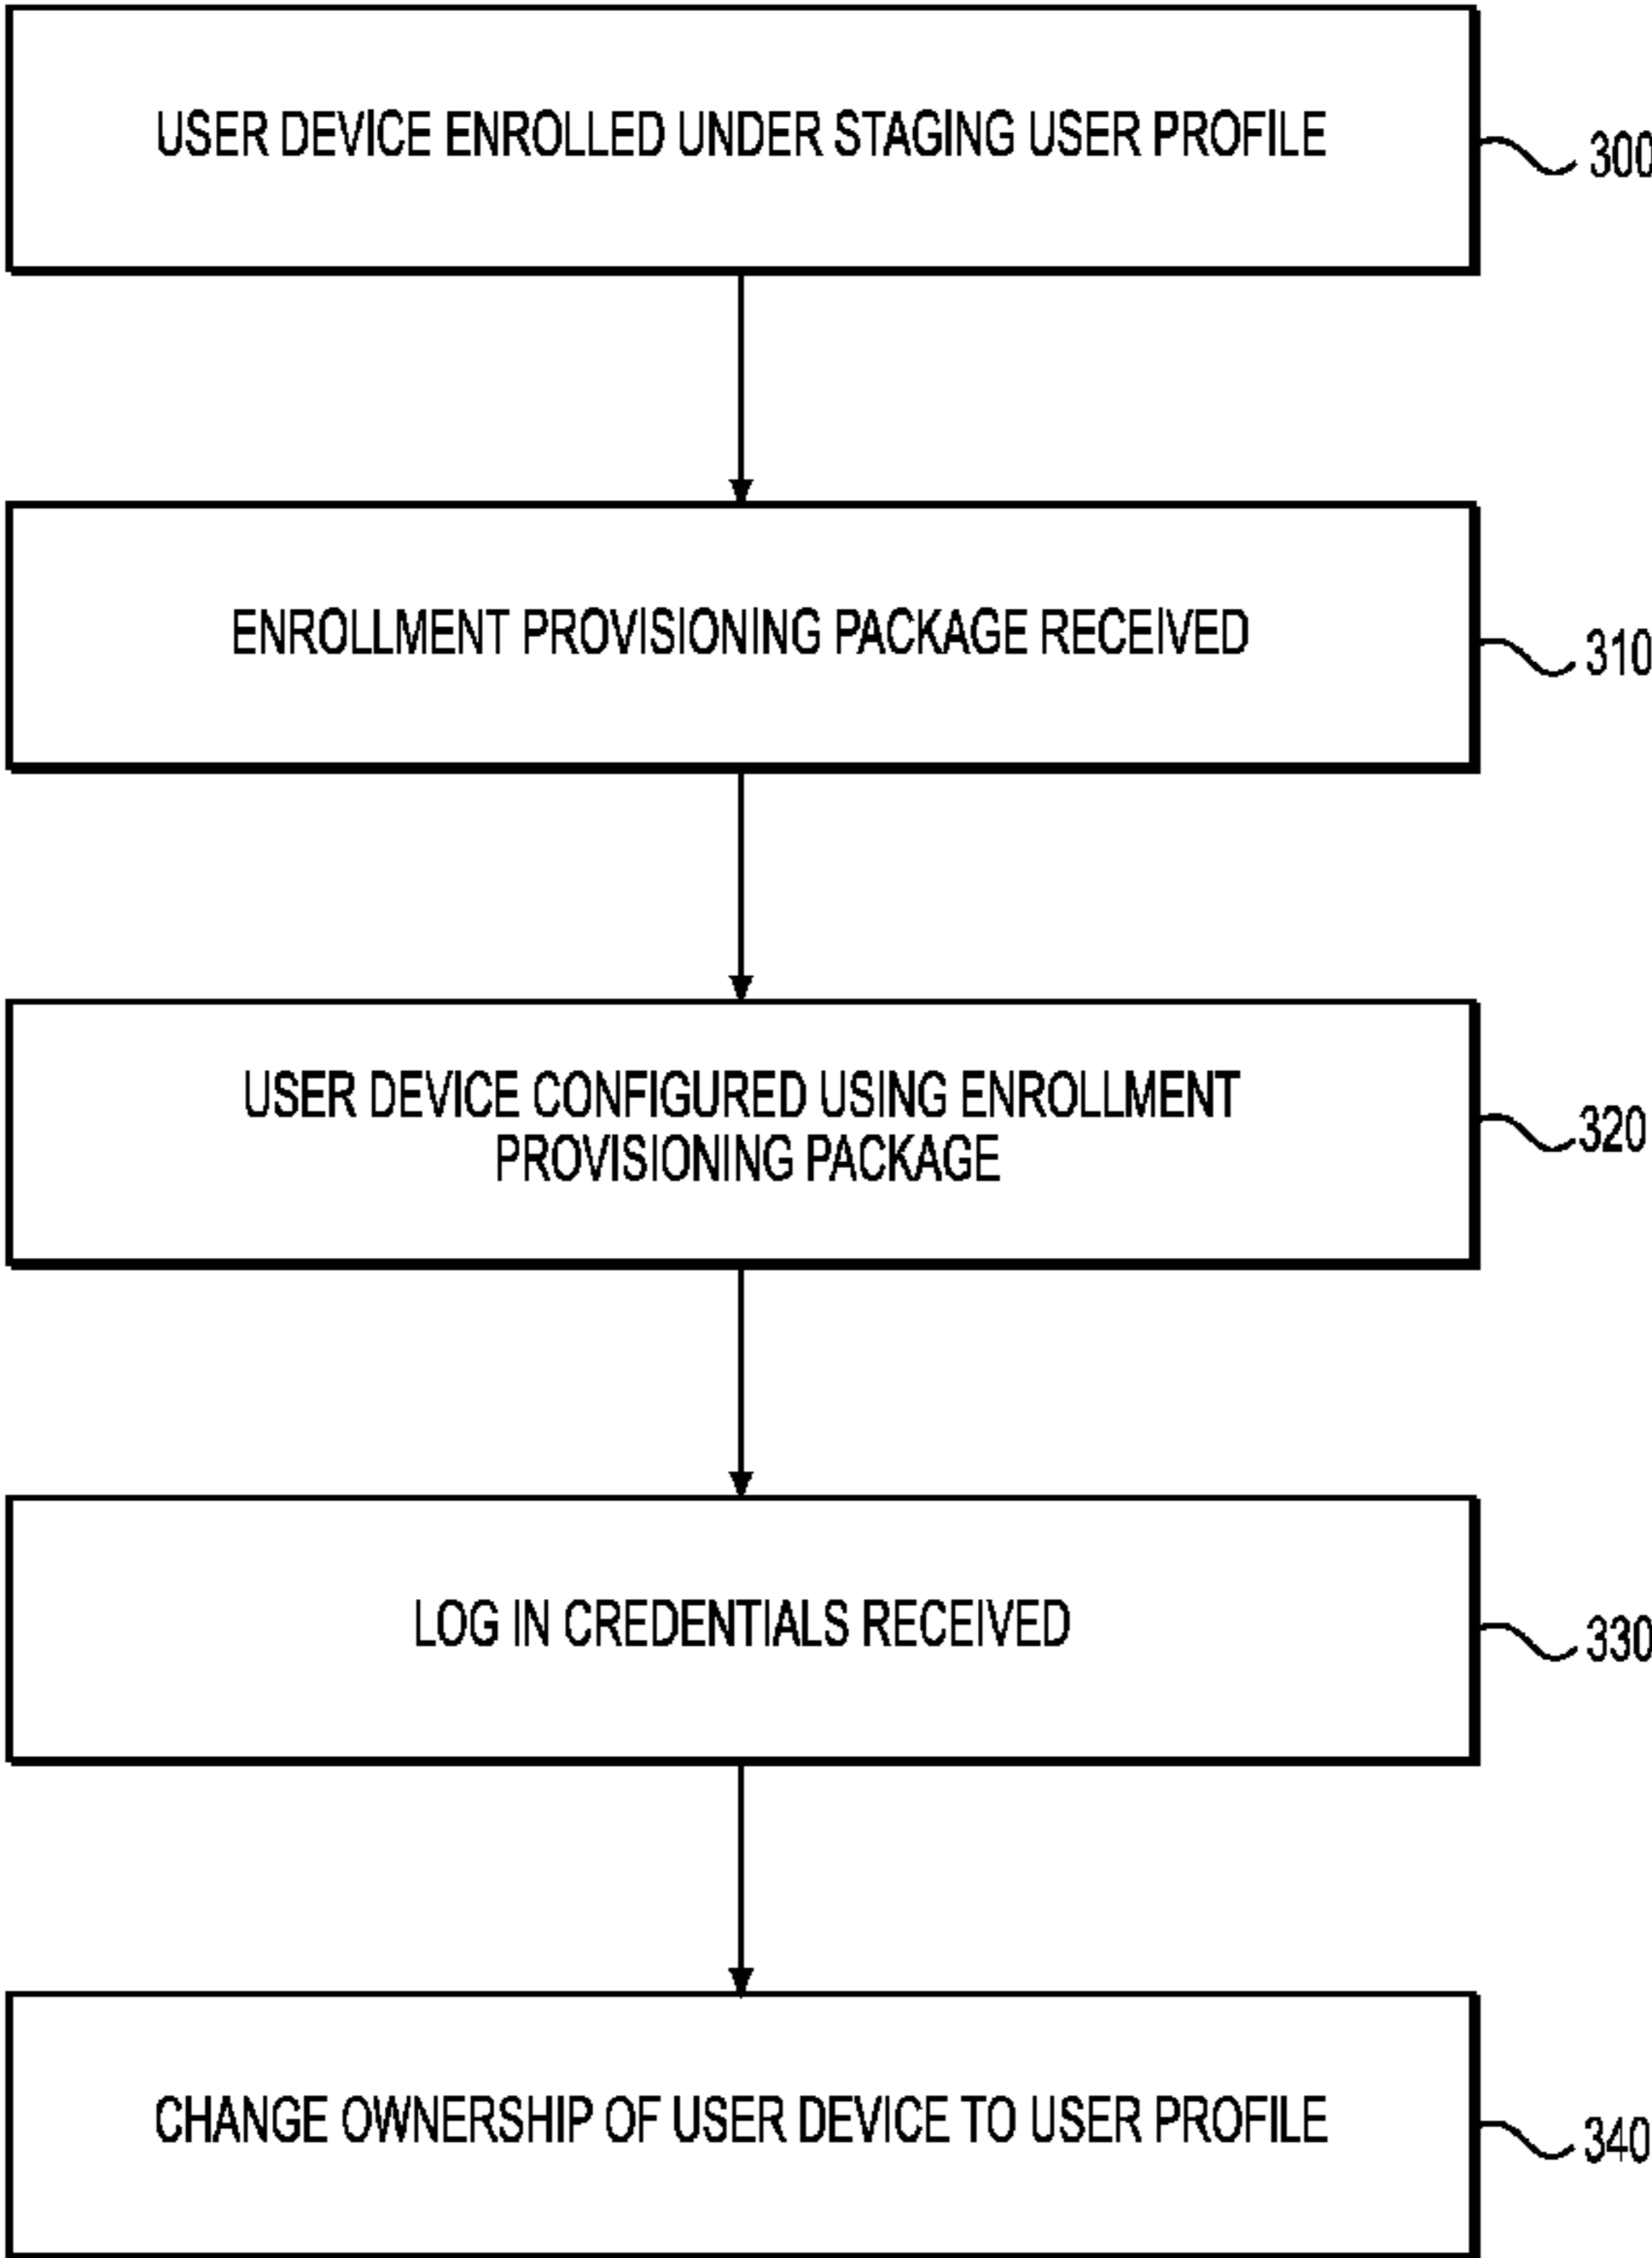 USER DEVICE ENROLLED UNDER STAGING USER PROFILE
300
ENROLLMENT PROVISIONING PACKAGE RECEIVED
310
USER DEVICE CONFIGURED USING ENROLLMENT
PROVISIONING PACKAGE
320
LOG IN CREDENTIALS RECEIVED
330
CHANGE OWNERSHIP OF USER DEVICE TO USER PROFILE
340